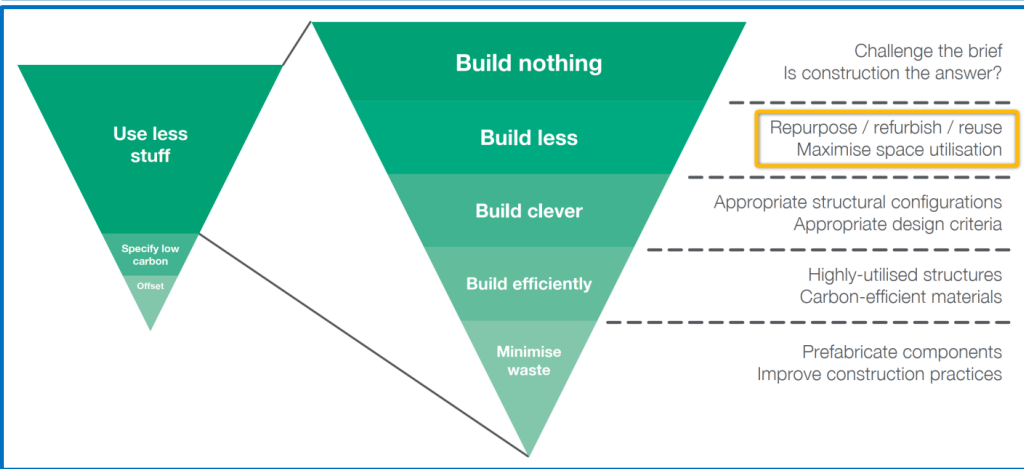 Use less
stuff
Specify low
carbon
Offset
Build nothing
Challenge the brief
Is construction the answer?
Build less
Repurpose / refurbish / reuse
Maximise space utilisation
Build clever
Appropriate structural configurations
Appropriate design criteria
Build efficiently
Highly-utilised structures
Carbon-efficient materials
Minimise
waste
Prefabricate components
Improve construction practices